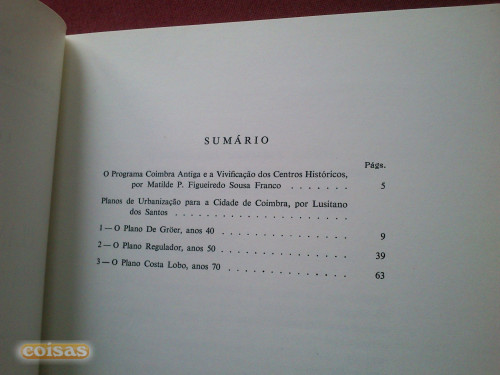 SUMÁRIO
Págs.
O Programa Coimbra Antiga e a Vivificação dos Centros Históricos,
por Matilde P. Figueiredo Sousa Franco . . . . . . . 5
Planos de Urbanização para a Cidade de Coimbra, por Lusitano
dos Santos . . . . . . . . . . . . . . . . . .
1 — O Plano De Gröer, anos 40 . . . . . . . . . . . . . . 9
2 — O Plano Regulador, anos 50 . . . . . . . . . . . . . . 39
3 — O Plano Costa Lobo, anos 70 . . . . . . . . . . . . . 63
coisas